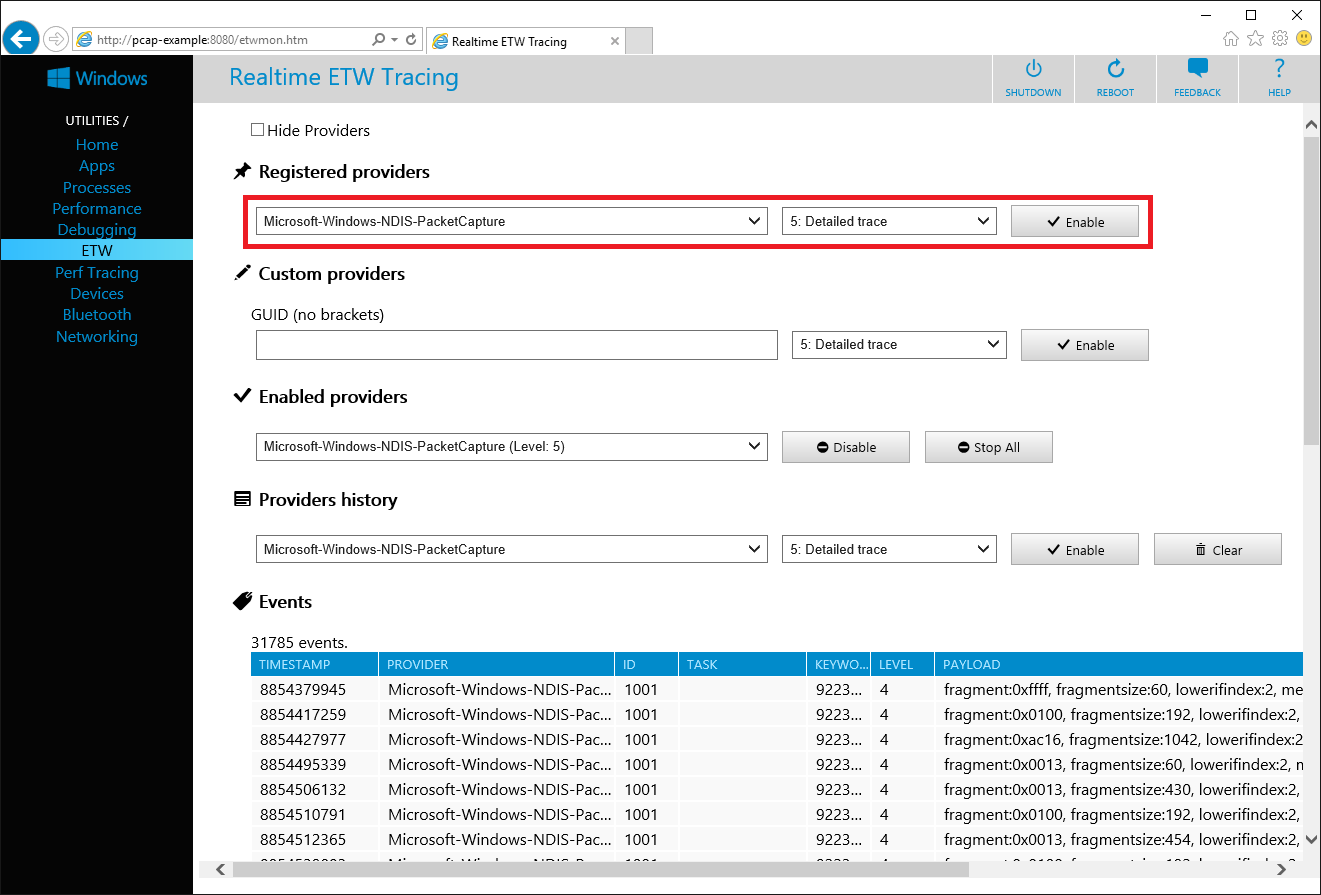 http://pcap-example:8080/etwmon.htm
Realtime ETW Tracing
Windows
Realtime ETW Tracing
SHUTDOWN
REBOOT
FEEDBACK
? HELP
UTILITIES /
Home
Apps
Processes
Performance
Debugging
ETW
Perf Tracing
Devices
Bluetooth
Networking
Hide Providers
Registered providers
Microsoft-Windows-NDIS-PacketCapture 5: Detailed trace Enable
Custom providers
GUID (no brackets)
5: Detailed trace Enable
Enabled providers
Microsoft-Windows-NDIS-PacketCapture (Level: 5) Disable Stop All
Providers history
Microsoft-Windows-NDIS-PacketCapture 5: Detailed trace Enable Clear
Events
31785 events.
TIMESTAMP PROVIDER ID TASK KEYWO... LEVEL PAYLOAD
8854379945 Microsoft-Windows-NDIS-Pac... 1001 9223... 4 fragment:0xffff, fragmentsize:60, lowerifindex:2, me
8854417259 Microsoft-Windows-NDIS-Pac... 1001 9223... 4 fragment:0x0100, fragmentsize:192, lowerifindex:2,
8854427977 Microsoft-Windows-NDIS-Pac... 1001 9223... 4 fragment:0xac16, fragmentsize:1042, lowerifindex:2
8854495339 Microsoft-Windows-NDIS-Pac... 1001 9223... 4 fragment:0x0013, fragmentsize:60, lowerifindex:2, m
8854506132 Microsoft-Windows-NDIS-Pac... 1001 9223... 4 fragment:0x0013, fragmentsize:430, lowerifindex:2,
8854510791 Microsoft-Windows-NDIS-Pac... 1001 9223... 4 fragment:0x0100, fragmentsize:192, lowerifindex:2,
8854512365 Microsoft-Windows-NDIS-Pac... 1001 9223... 4 fragment:0x0013, fragmentsize:454, lowerifindex:2,